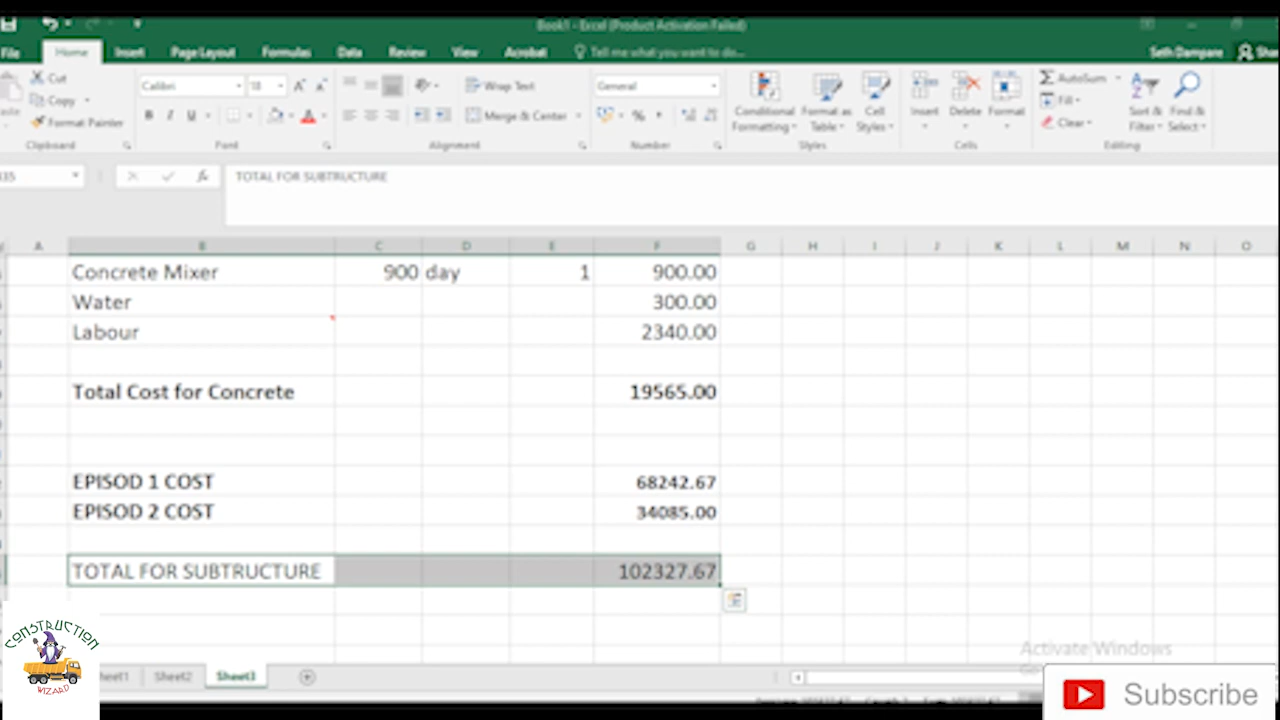 Book1 - Excel (Product Activation Failed)
File Home Insert Page Layout Formulas Data Review View Acrobat Tell me what you want to do... Seth Dampare
Cut
Copy
Format Painter
Clipboard
Calibri 18
B I U
Font
Wrap Text
Merge & Center
Alignment
General
Number
Conditional Formatting
Format as Table
Cell Styles
Styles
Insert Delete Format
Cells
AutoSum
Fill
Clear
Sort & Filter
Find & Select
Editing
TOTAL FOR SUBTRUCTURE
A B C D E F G H I J K L M N O
Concrete Mixer 900 day 1 900.00
Water 300.00
Labour 2340.00
Total Cost for Concrete 19565.00
EPISOD 1 COST 68242.67
EPISOD 2 COST 34085.00
TOTAL FOR SUBTRUCTURE 102327.67
CONSTRUCTION
WIZARD
Sheet2 Sheet3
Activate Windows
Subscribe